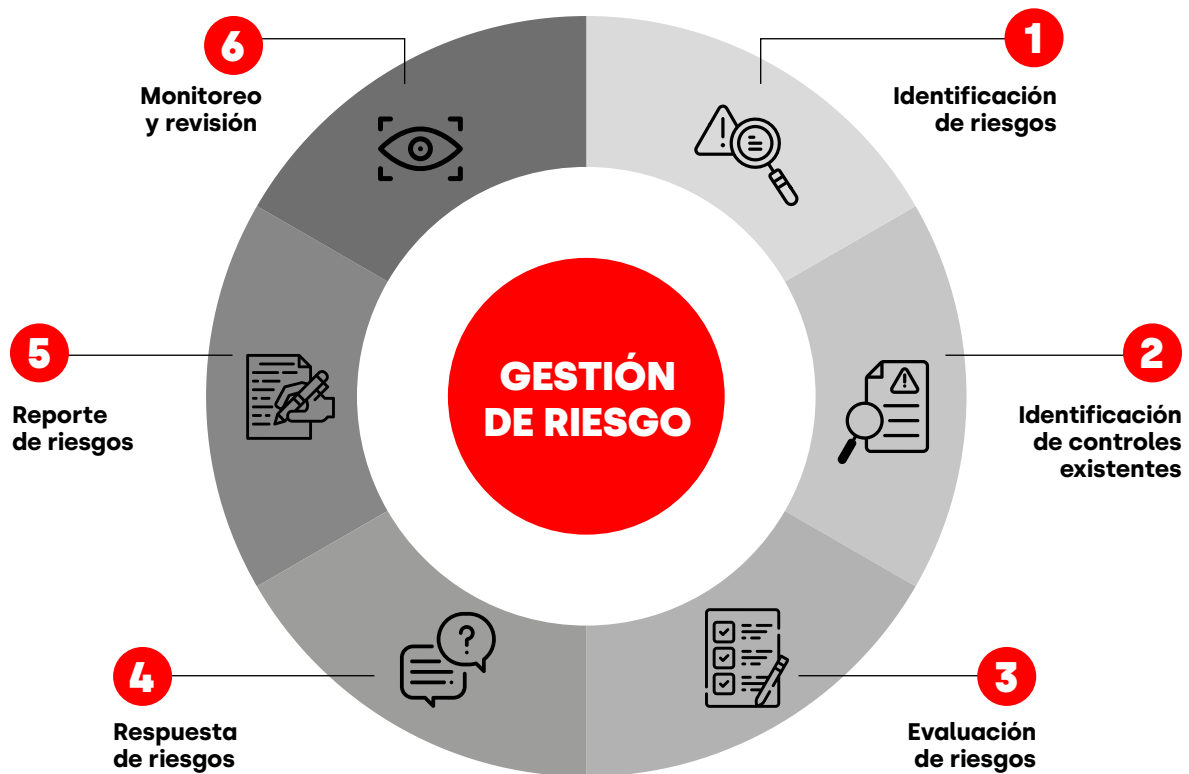 1
Identificación
de riesgos
2
Identificación
de controles
existentes
3
Evaluación
de riesgos
4
Respuesta
de riesgos
5
Reporte
de riesgos
6
Monitoreo
y revisión
GESTIÓN
DE RIESGO
?